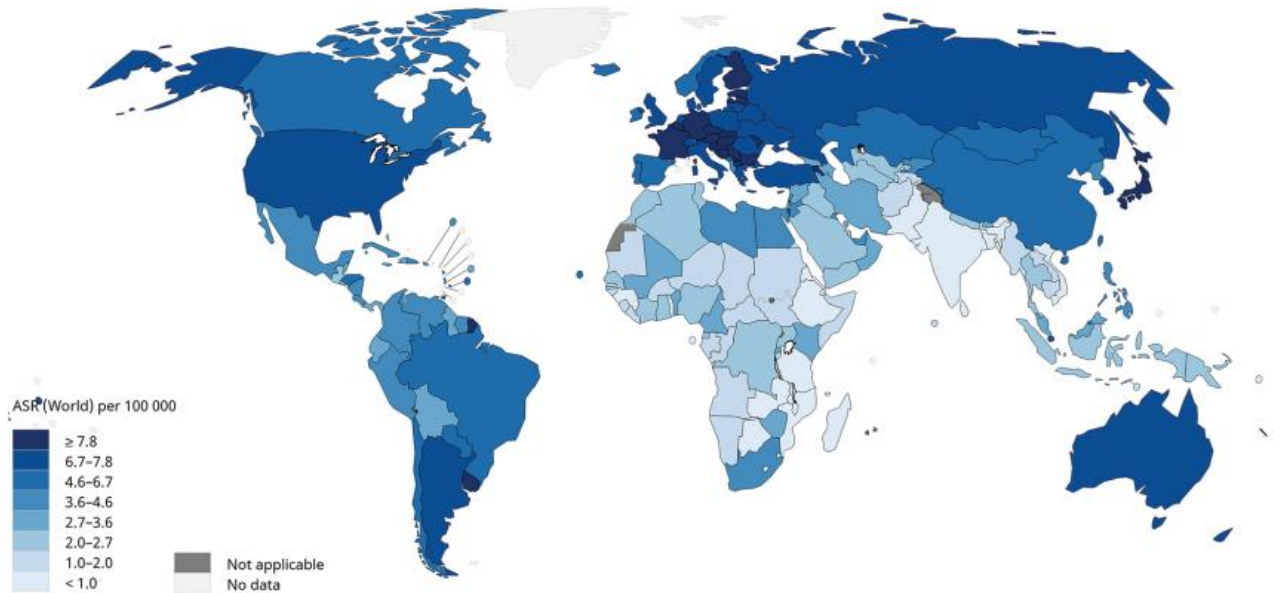 ASR (World) per 100 000
≥ 7.8
6.7–7.8
4.6–6.7
3.6–4.6
2.7–3.6
2.0–2.7
1.0–2.0
< 1.0
Not applicable
No data